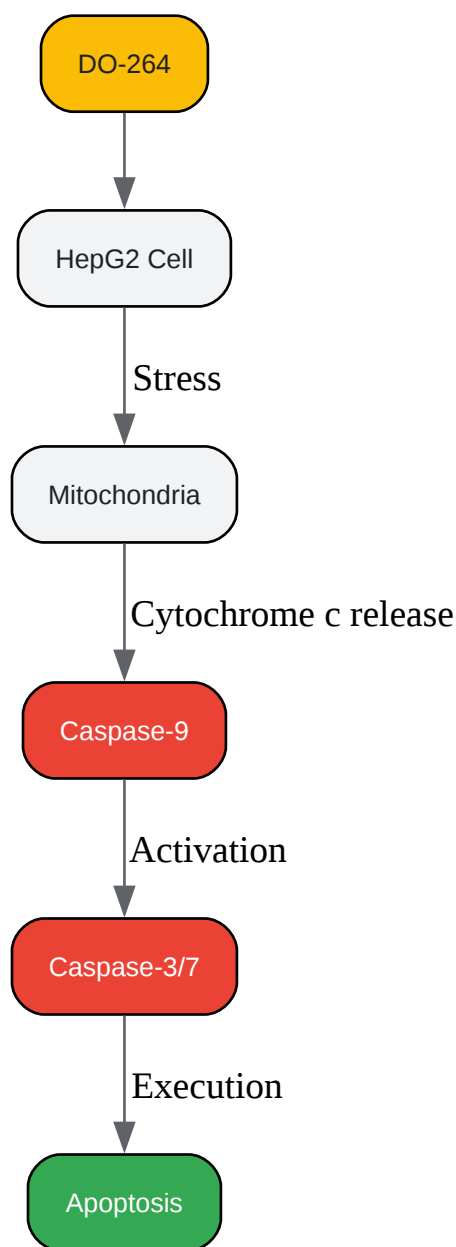 DO-264
HepG2 Cell
Stress
Mitochondria
Cytochrome c release
Caspase-9
Activation
Caspase-3/7
Execution
Apoptosis